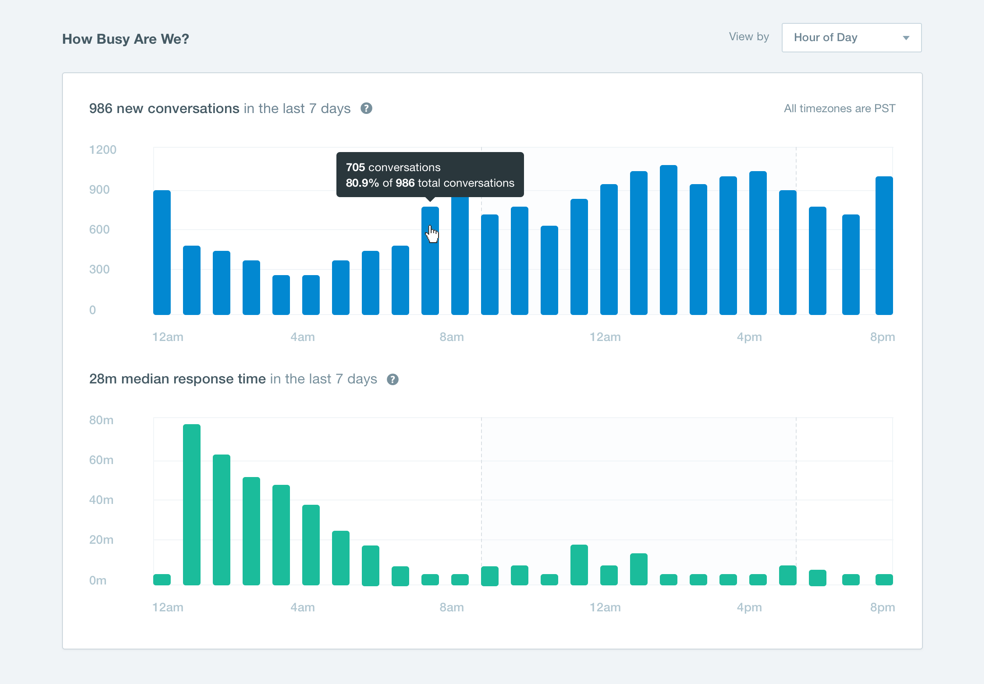 How Busy Are We?
View by
Hour of Day
986 new conversations in the last 7 days ?
All timezones are PST
1200
900
600
300
0
705 conversations
80.9% of 986 total conversations
12am 4am 8am 12am 4pm 8pm
28m median response time in the last 7 days ?
80m
60m
40m
20m
0m
12am 4am 8am 12am 4pm 8pm